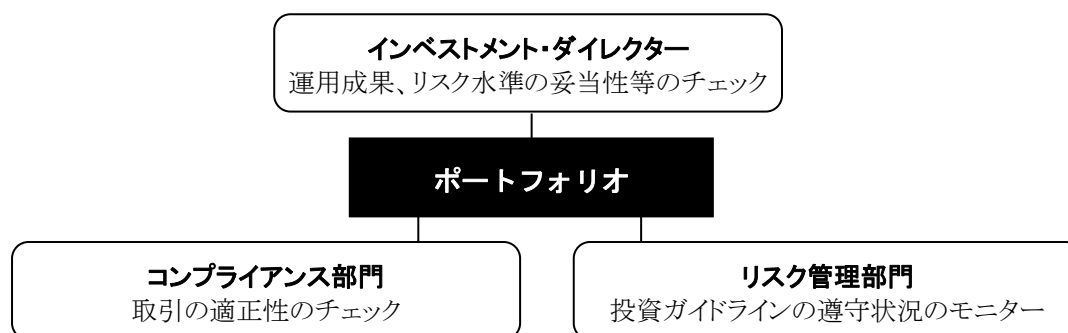 インベストメント・ダイレクター
運用成果、リスク水準の妥当性等のチェック
ポートフォリオ
コンプライアンス部門
取引の適正性のチェック
リスク管理部門
投資ガイドラインの遵守状況のモニター